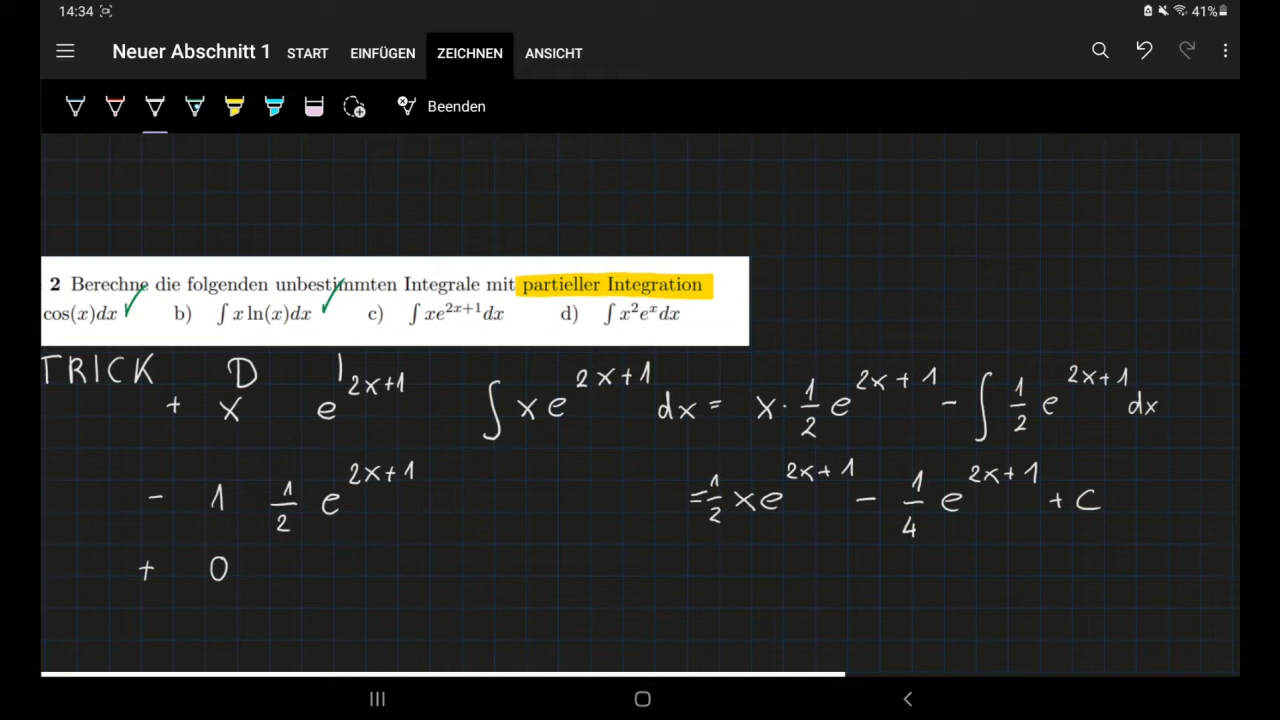 14:34 41%
Neuer Abschnitt 1 START EINFÜGEN ZEICHNEN ANSICHT
Beenden
2 Berechne die folgenden unbestimmten Integrale mit partieller Integration
cos(x)dx ✓ b) ∫ x ln(x)dx ✓ c) ∫ xe^{2x+1}dx d) ∫ x²e^x dx
TRICK D I
+ x e^{2x+1} ∫ x e^{2x+1} dx = x · 1/2 e^{2x+1} - ∫ 1/2 e^{2x+1} dx
- 1 1/2 e^{2x+1} = 1/2 x e^{2x+1} - 1/4 e^{2x+1} + C
+ 0